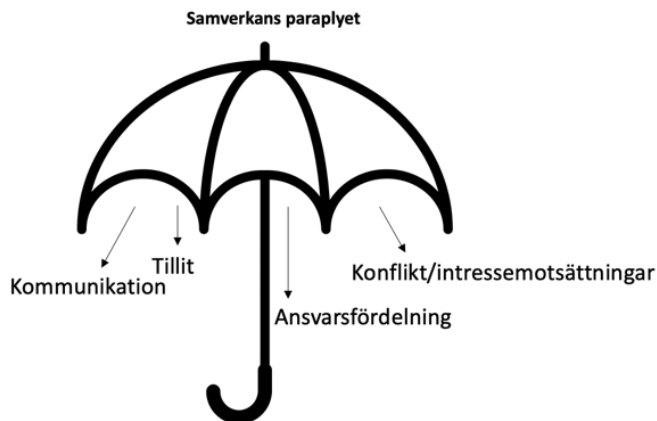 Samverkans paraplyet
Kommunikation
Tillit
Ansvarsfördelning
Konflikt/intressemotsättningar